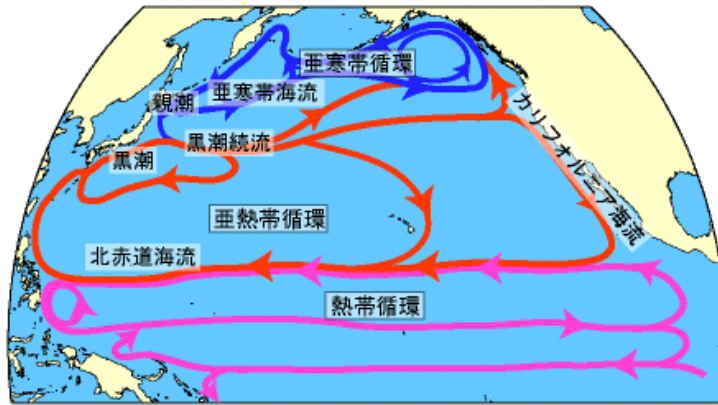 亜寒帯循環
亜寒帯海流
親潮
黒潮続流
黒潮
カリフォルニア海流
亜熱帯循環
北赤道海流
熱帯循環